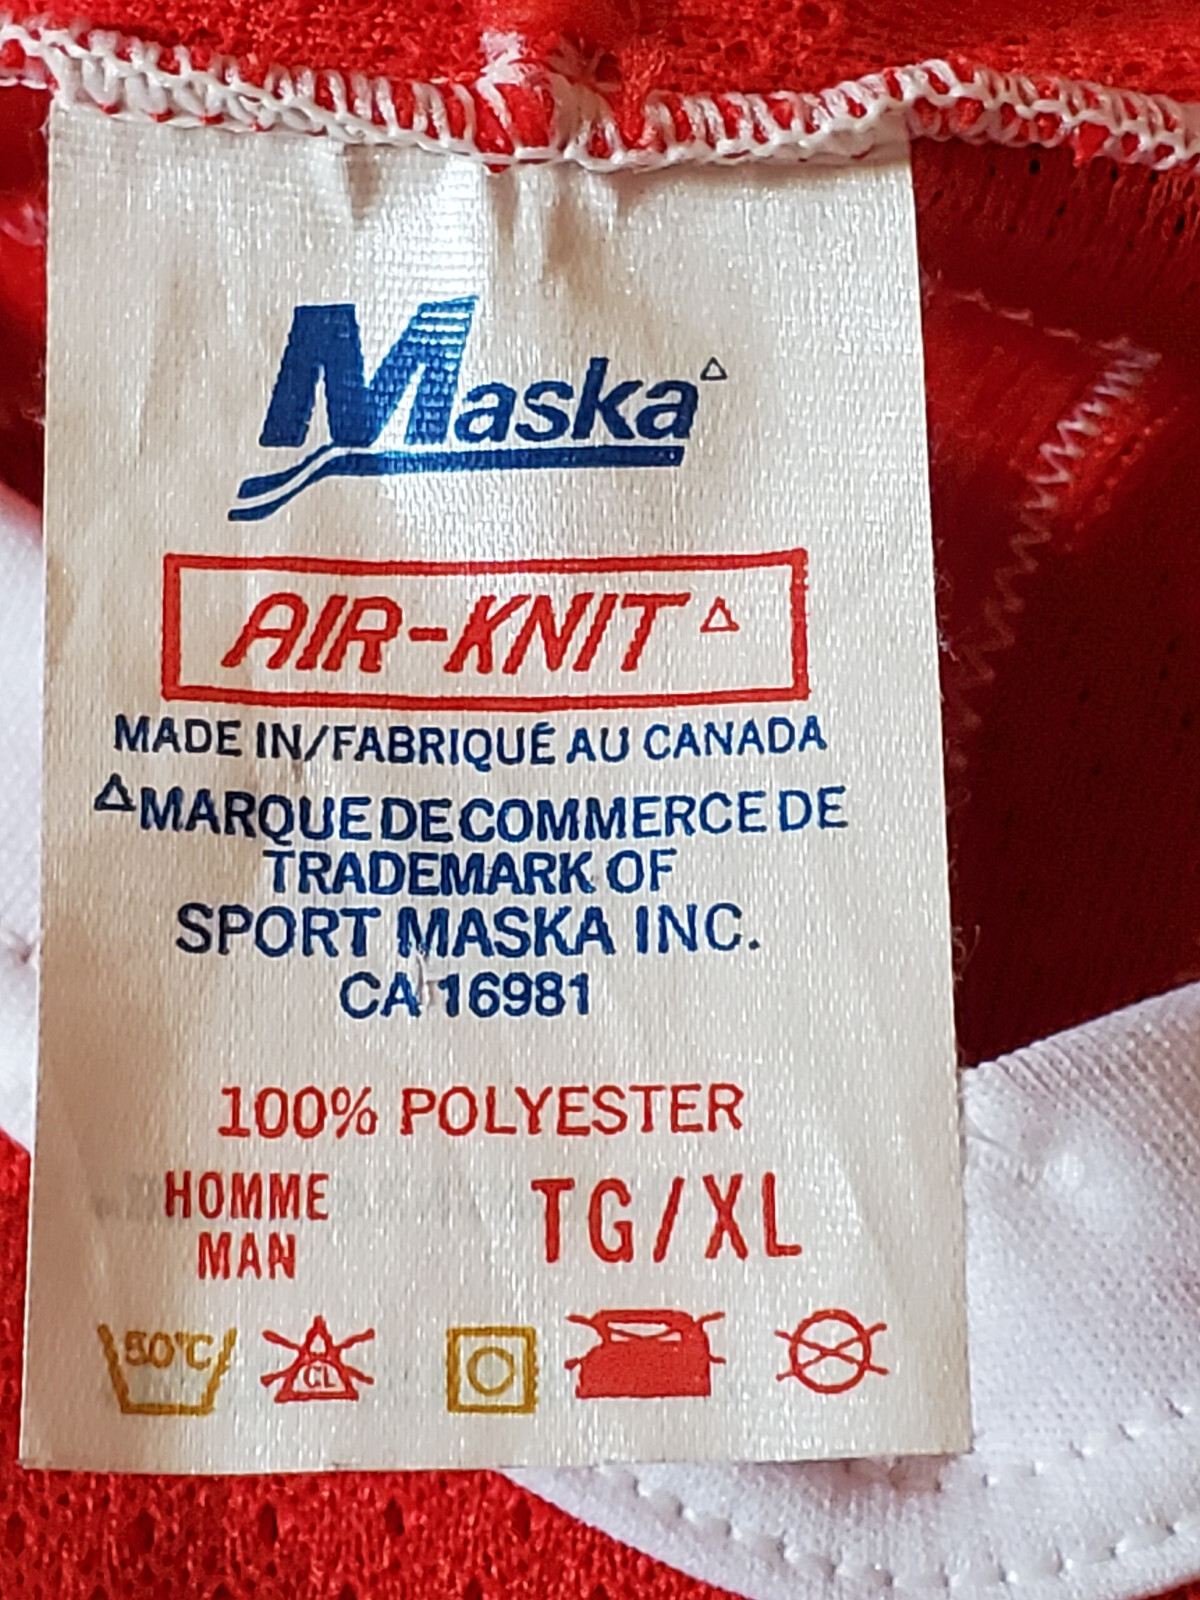 Maska△
AIR-KNIT△
MADE IN/FABRIQUÉ AU CANADA
△MARQUE DE COMMERCE DE
TRADEMARK OF
SPORT MASKA INC.
CA 16981
100% POLYESTER
HOMME
MAN
TG/XL
50°C
CL